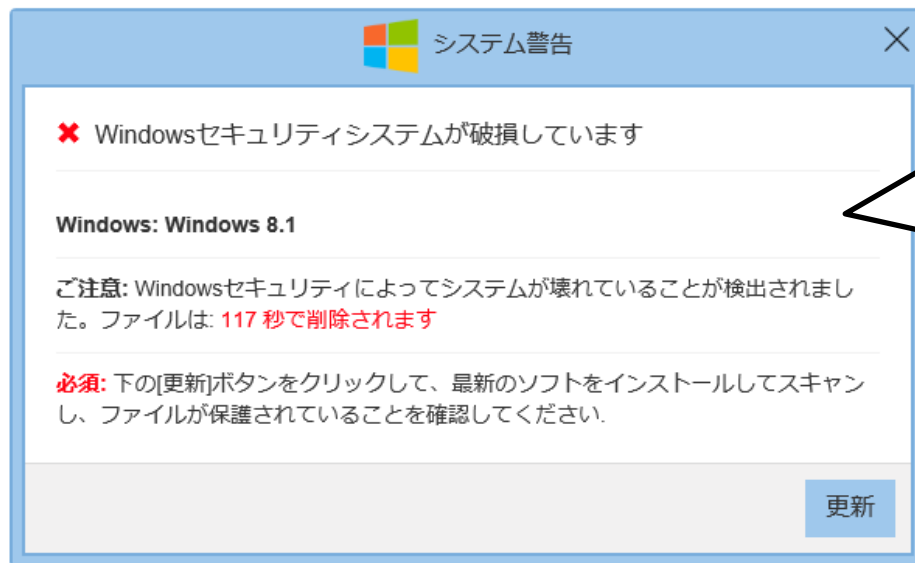 システム警告
✖ Windowsセキュリティシステムが破損しています
Windows: Windows 8.1
ご注意: Windowsセキュリティによってシステムが壊れていることが検出されまし
た。ファイルは: 117 秒で削除されます
必須: 下の[更新]ボタンをクリックして、最新のソフトをインストールしてスキャン
し、ファイルが保護されていることを確認してください.
更新